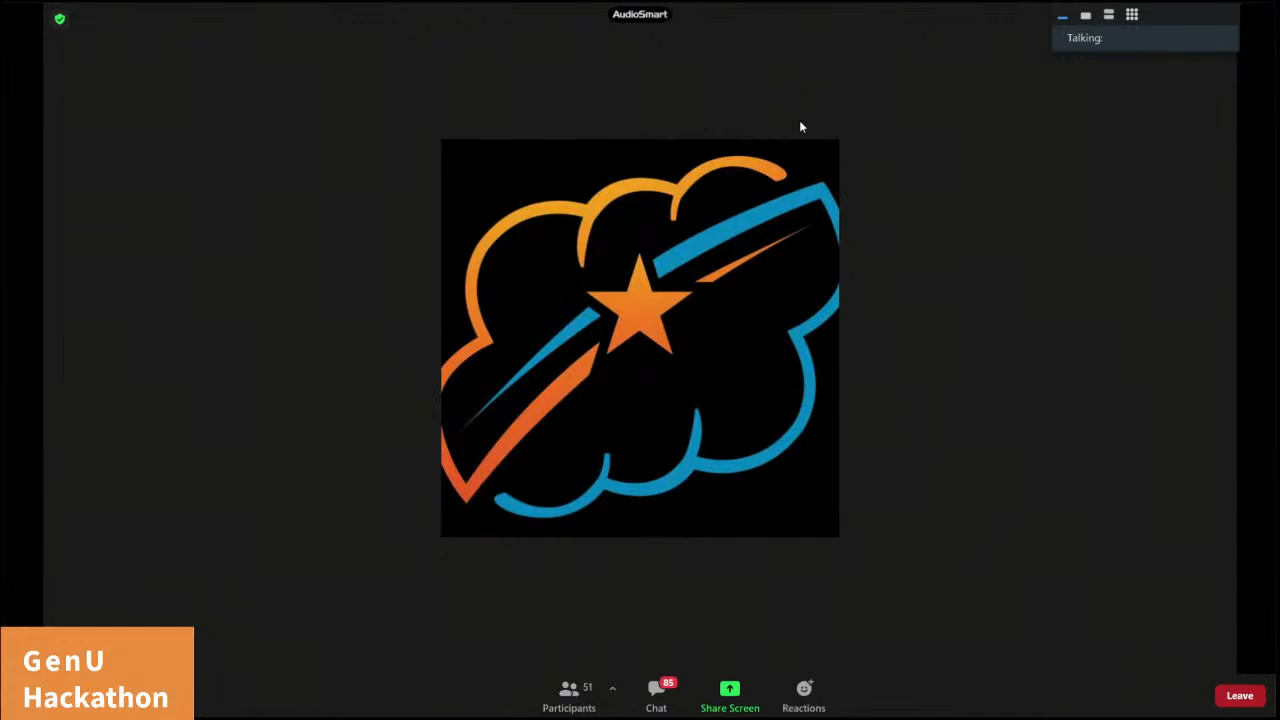 AudioSmart
Talking:
GenU
Hackathon
51
85
Participants
Chat
Share Screen
Reactions
Leave